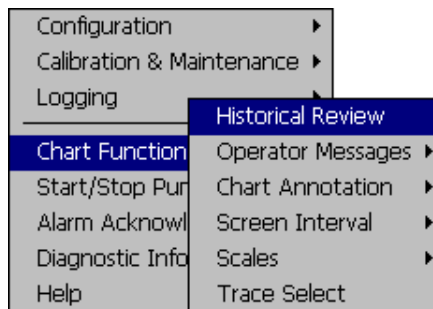 Configuration
Calibration & Maintenance
Logging
Chart Function
Start/Stop
Alarm
Diagnostic
Help
Historical Review
Operator Messages
Chart Annotation
Screen Interval
Scales
Trace Select